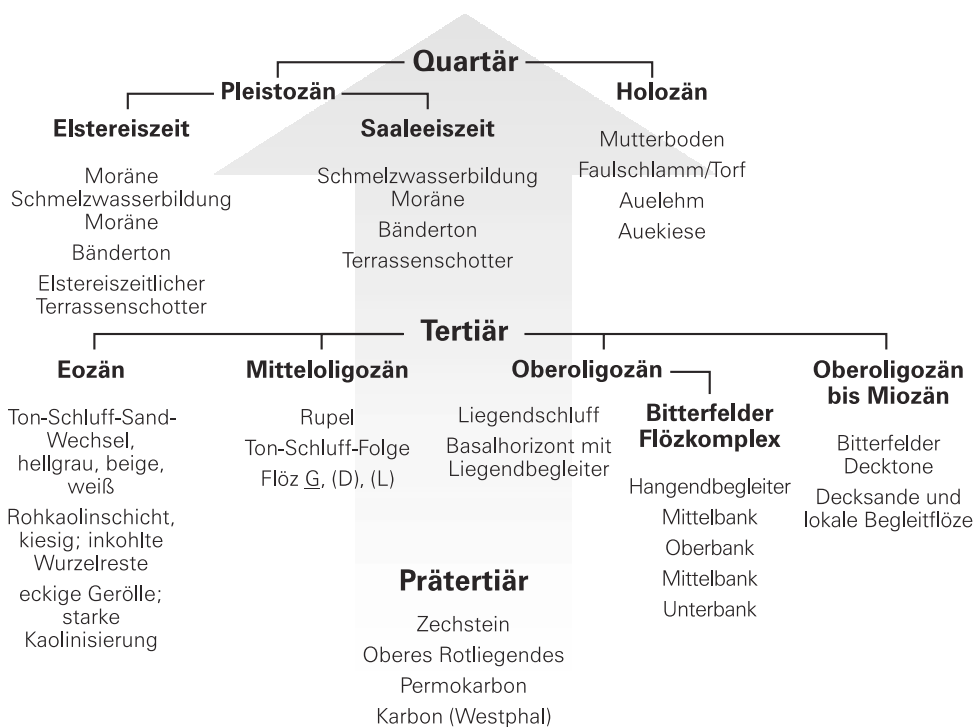 Quartär
Pleistozän
Holozän
Elstereiszeit
Saaleeiszeit
Moräne
Schmelzwasserbildung
Moräne
Bänderton
Elstereiszeitlicher
Terrassenschotter
Schmelzwasserbildung
Moräne
Bänderton
Terrassenschotter
Mutterboden
Faulschlamm/Torf
Auelehm
Auekiese
Tertiär
Eozän
Ton-Schluff-Sand-
Wechsel,
hellgrau, beige,
weiß
Rohkaolinschicht,
kiesig; inkohlte
Wurzelreste
eckige Gerölle;
starke
Kaolinisierung
Mitteloligozän
Rupel
Ton-Schluff-Folge
Flöz G, (D), (L)
Oberoligozän
Liegendschluff
Basalhorizont mit
Liegendbegleiter
Bitterfelder
Flözkomplex
Hangendbegleiter
Mittelbank
Oberbank
Mittelbank
Unterbank
Oberoligozän
bis Miozän
Bitterfelder
Decktone
Decksande und
lokale Begleitflöze
Prätertiär
Zechstein
Oberes Rotliegendes
Permokarbon
Karbon (Westphal)